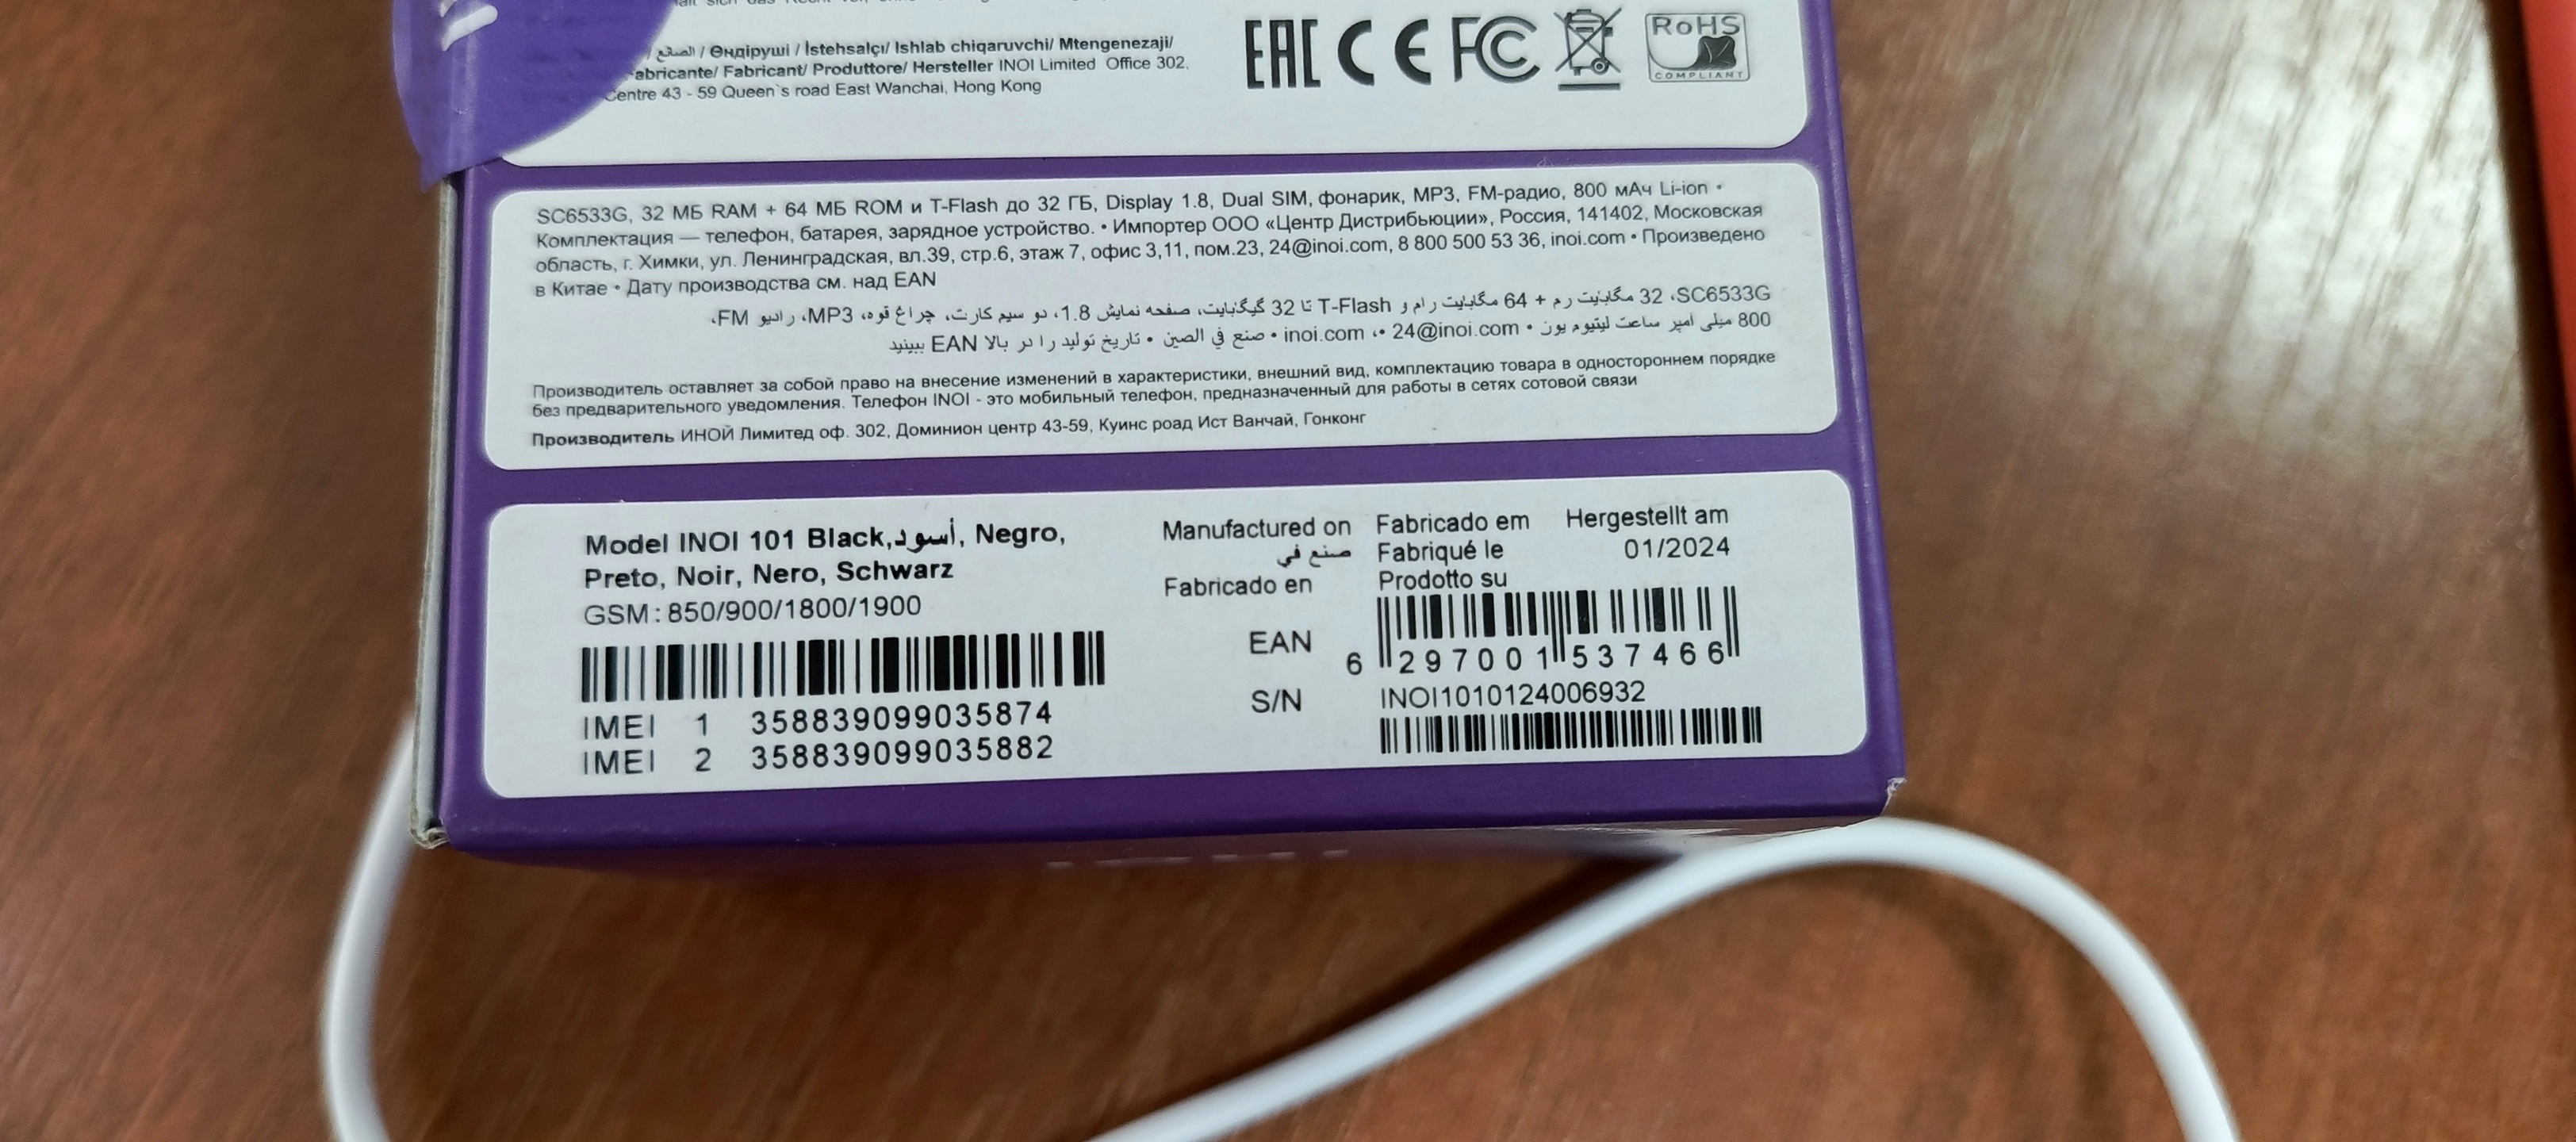 / Өндіруші / İstehsalçı/ Ishlab chiqaruvchi/ Mtengenezaji/
Fabricante/ Fabricant/ Produttore/ Hersteller INOI Limited Office 302,
Centre 43 - 59 Queen`s road East Wanchai, Hong Kong
EAC CE FC RoHS
COMPLIANT
SC6533G, 32 МБ RAM + 64 МБ ROM и T-Flash до 32 ГБ, Display 1.8, Dual SIM, фонарик, MP3, FM-радио, 800 мАч Li-ion •
Комплектация — телефон, батарея, зарядное устройство. • Импортер ООО «Центр Дистрибьюции», Россия, 141402, Московская
область, г. Химки, ул. Ленинградская, вл.39, стр.6, этаж 7, офис 3,11, пом.23, 24@inoi.com, 8 800 500 53 36, inoi.com • Произведено
в Китае • Дату производства см. над EAN
SC6533G، 32 مگابایت رم + 64 مگابایت رام و T-Flash تا 32 گیگابایت، صفحه نمایش 1.8، دو سیم کارت، چراغ قوه، MP3، رادیو FM،
800 میلی آمپر ساعت لیتیوم یون • 24@inoi.com •، inoi.com • صنع في الصين • تاریخ تولید را در بالا EAN ببینید
Производитель оставляет за собой право на внесение изменений в характеристики, внешний вид, комплектацию товара в одностороннем порядке
без предварительного уведомления. Телефон INOI - это мобильный телефон, предназначенный для работы в сетях сотовой связи
Производитель ИНОЙ Лимитед оф. 302, Доминион центр 43-59, Куинс роад Ист Ванчай, Гонконг
Model INOI 101 Black,أسود, Negro,
Preto, Noir, Nero, Schwarz
GSM: 850/900/1800/1900
IMEI 1 358839099035874
IMEI 2 358839099035882
Manufactured on
صنع في
Fabricado en
Fabricado em
Fabriqué le
Prodotto su
Hergestellt am
01/2024
EAN
6 297001 537466
S/N INOI1010124006932